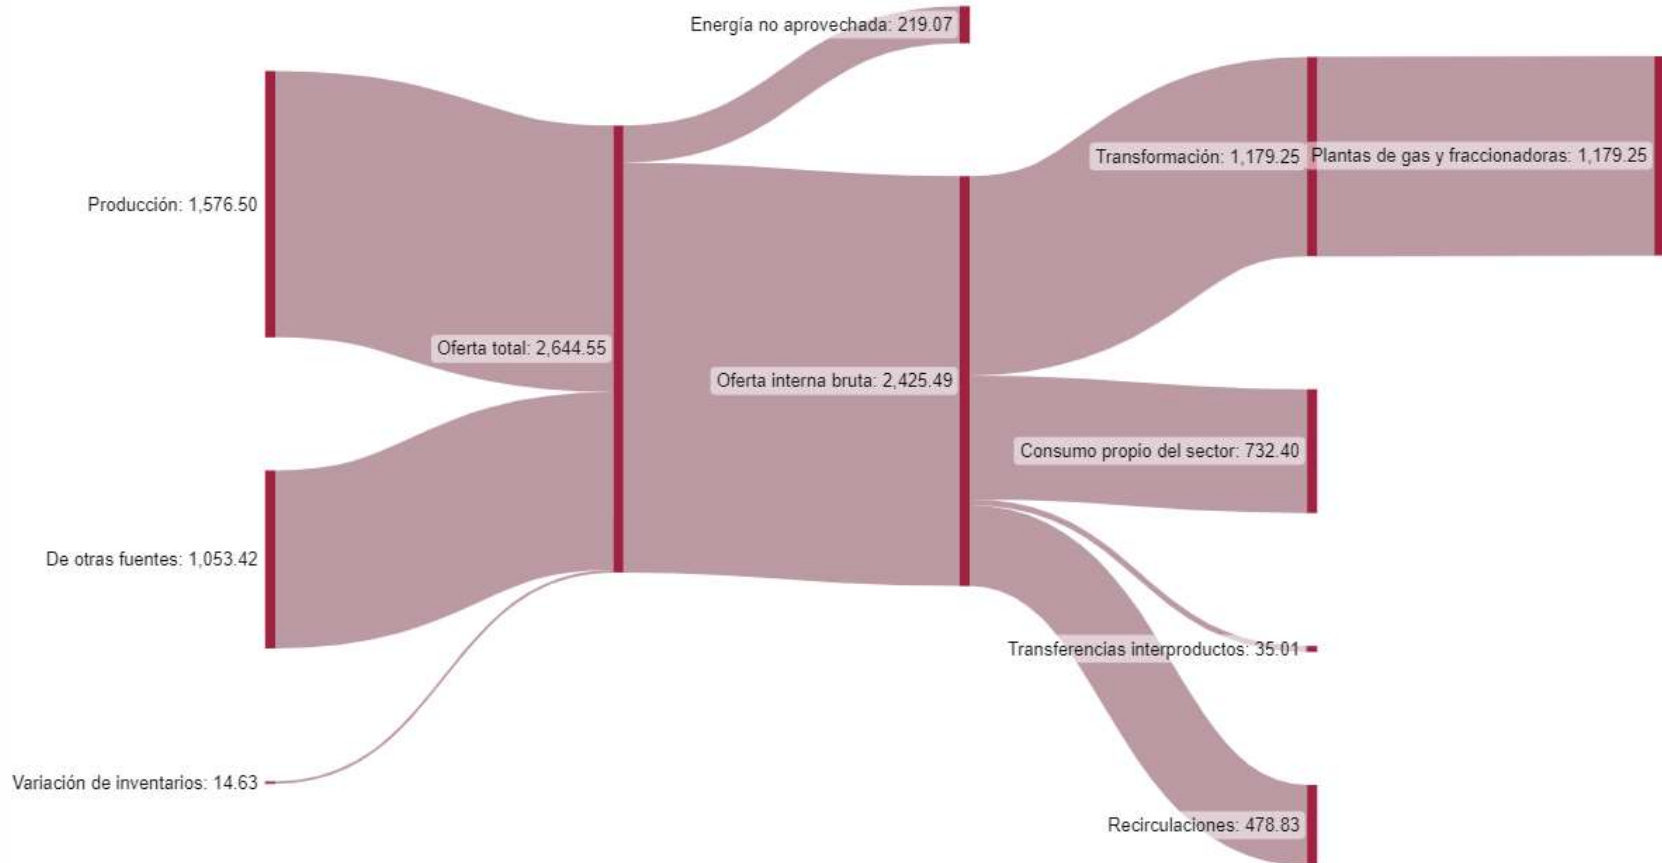 Energía no aprovechada: 219.07
Transformación: 1,179.25
Plantas de gas y fraccionadoras: 1,179.25
Producción: 1,576.50
Oferta total: 2,644.55
Oferta interna bruta: 2,425.49
Consumo propio del sector: 732.40
De otras fuentes: 1,053.42
Transferencias interproductos: 35.01
Variación de inventarios: 14.63
Recirculaciones: 478.83